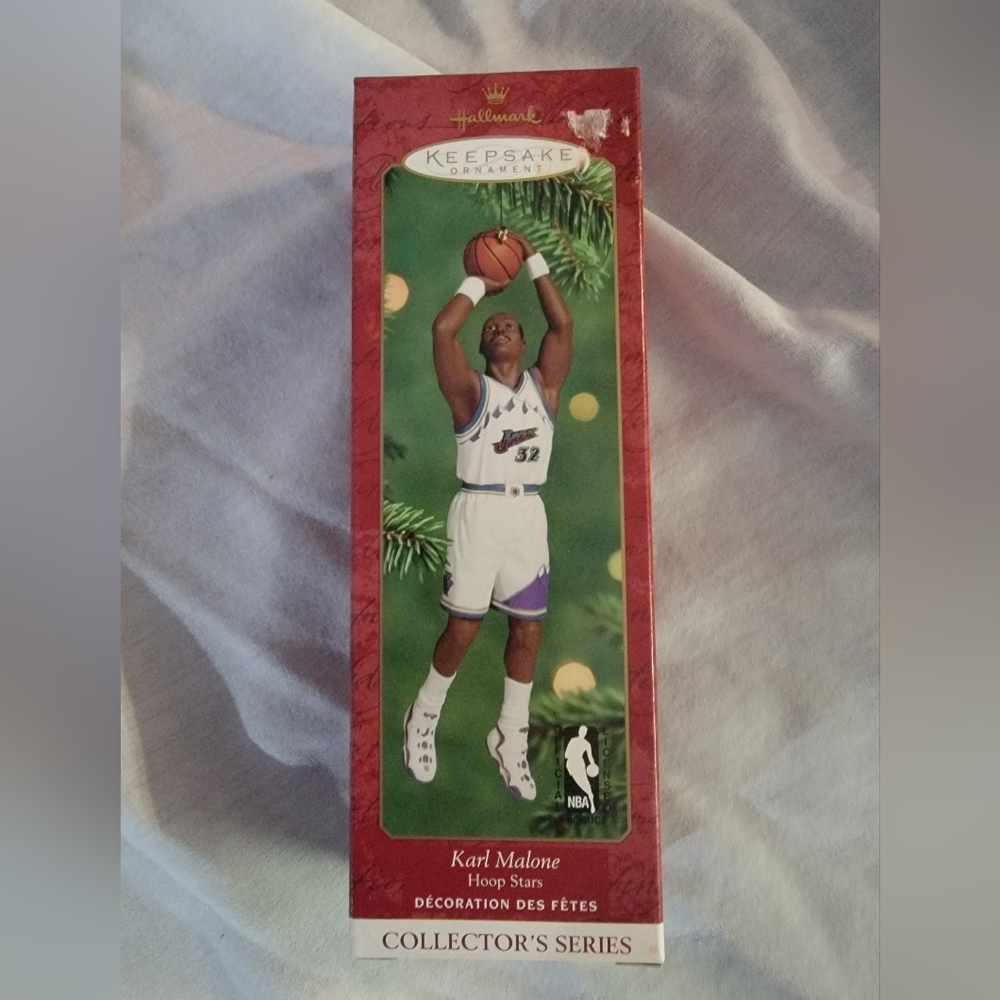 Hallmark
KEEPSAKE
ORNAMENT
Jazz
32
OFFICIAL
LICENSED
NBA
PRODUCT
Karl Malone
Hoop Stars
DÉCORATION DES FÊTES
COLLECTOR'S SERIES